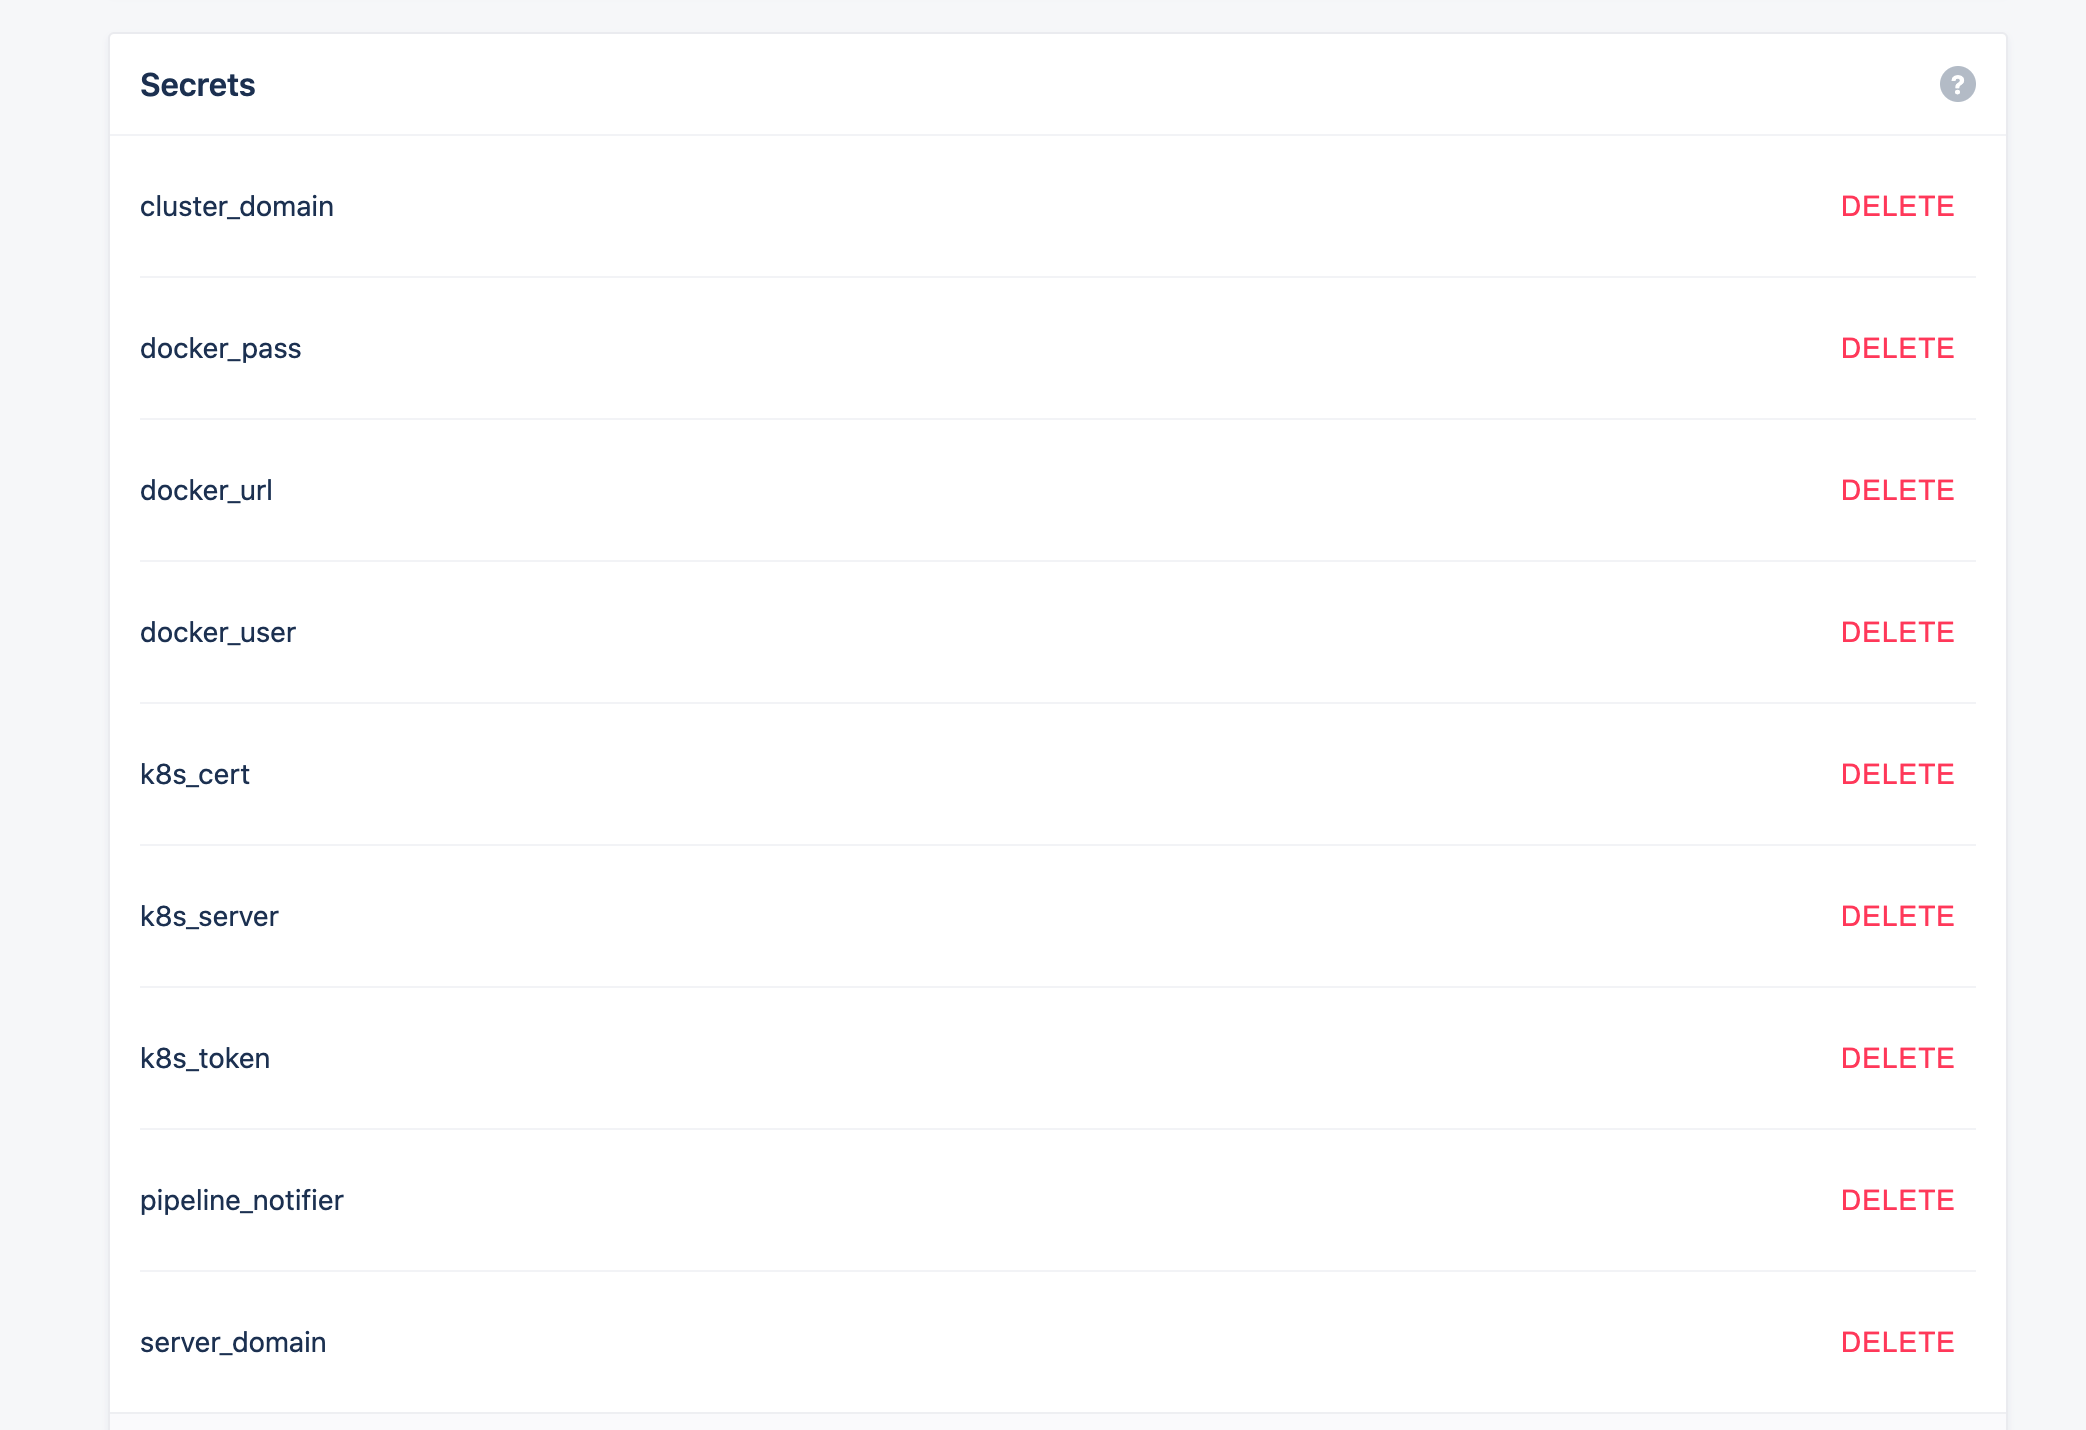 Secrets
?
cluster_domain DELETE
docker_pass DELETE
docker_url DELETE
docker_user DELETE
k8s_cert DELETE
k8s_server DELETE
k8s_token DELETE
pipeline_notifier DELETE
server_domain DELETE